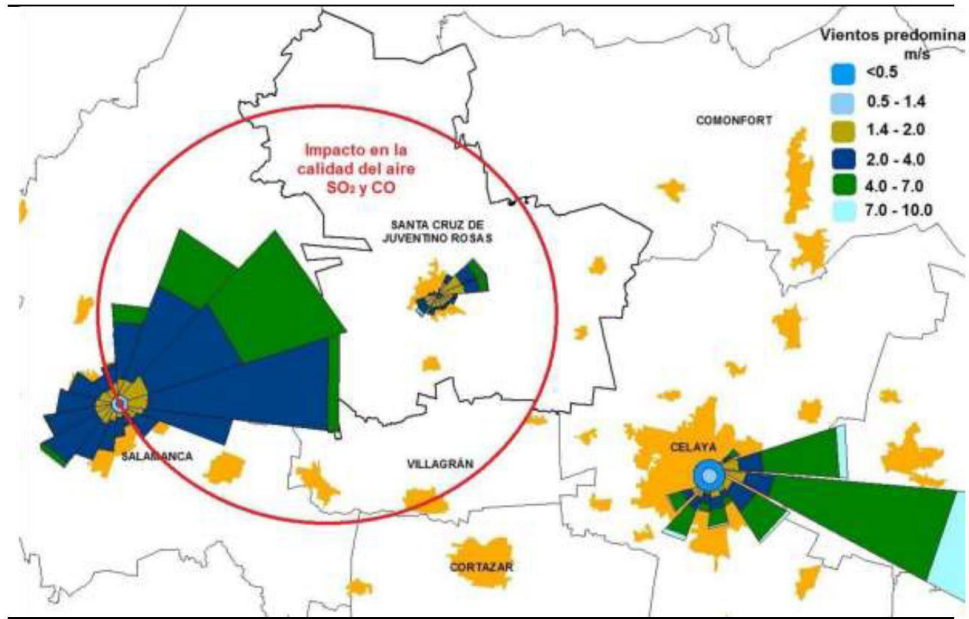 Vientos predomina
m/s
<0.5
0.5 - 1.4
1.4 - 2.0
2.0 - 4.0
4.0 - 7.0
7.0 - 10.0
COMONFORT
Impacto en la
calidad del aire
SO₂ y CO
SANTA CRUZ DE
JUVENTINO ROSAS
SALAMANCA
VILLAGRÁN
CELAYA
CORTAZAR